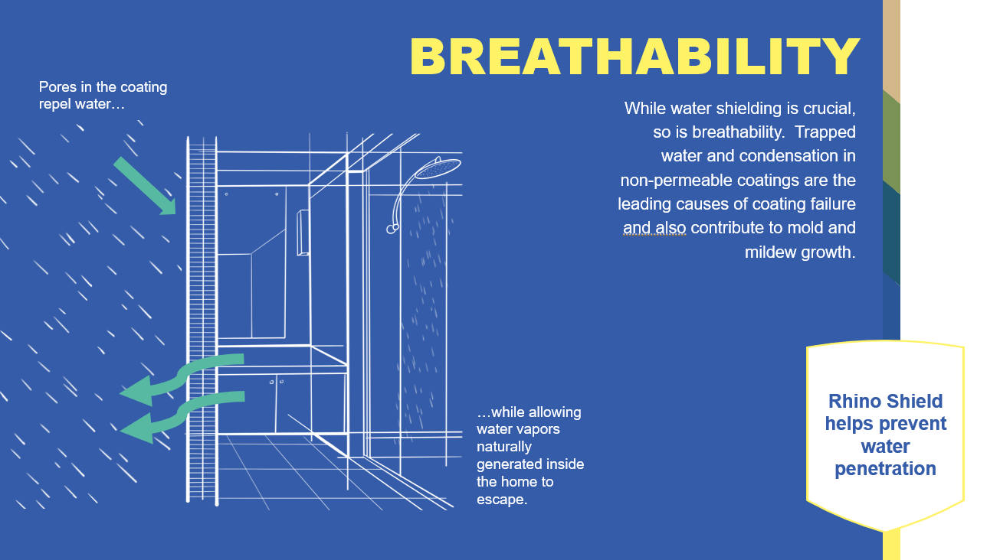 BREATHABILITY
Pores in the coating
repel water…
While water shielding is crucial,
so is breathability.  Trapped
water and condensation in
non-permeable coatings are the
leading causes of coating failure
and also contribute to mold and
mildew growth.
…while allowing
water vapors
naturally
generated inside
the home to
escape.
Rhino Shield
helps prevent
water
penetration